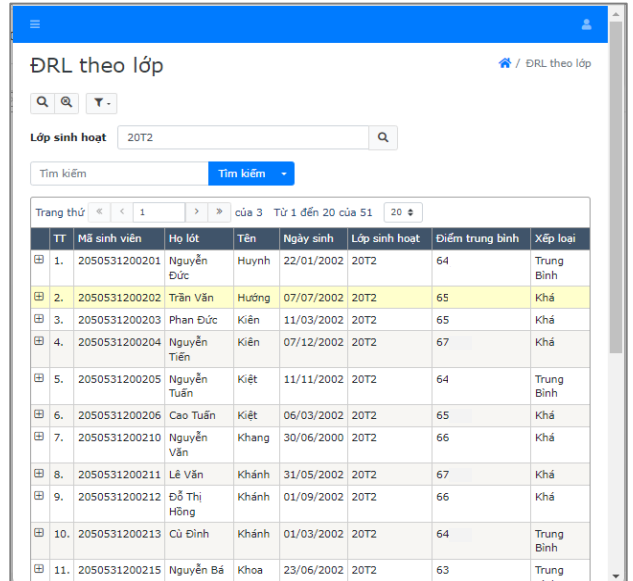 ĐRL theo lớp
/ ĐRL theo lớp
Lớp sinh hoạt 20T2
Tìm kiếm Tìm kiếm
Trang thứ « < 1 > » của 3 Từ 1 đến 20 của 51 20
TT Mã sinh viên Họ lót Tên Ngày sinh Lớp sinh hoạt Điểm trung bình Xếp loại
1. 2050531200201 Nguyễn Đức Huynh 22/01/2002 20T2 64 Trung Bình
2. 2050531200202 Trần Văn Hướng 07/07/2002 20T2 65 Khá
3. 2050531200203 Phan Đức Kiên 11/03/2002 20T2 65 Khá
4. 2050531200204 Nguyễn Tiến Kiên 07/12/2002 20T2 67 Khá
5. 2050531200205 Nguyễn Tuấn Kiệt 11/11/2002 20T2 64 Trung Bình
6. 2050531200206 Cao Tuấn Kiệt 06/03/2002 20T2 65 Khá
7. 2050531200210 Nguyễn Văn Khang 30/06/2000 20T2 66 Khá
8. 2050531200211 Lê Văn Khánh 31/05/2002 20T2 67 Khá
9. 2050531200212 Đỗ Thị Hồng Khánh 01/09/2002 20T2 66 Khá
10. 2050531200213 Cù Đình Khánh 01/03/2002 20T2 64 Trung Bình
11. 2050531200215 Nguyễn Bá Khoa 23/06/2002 20T2 63 Trung